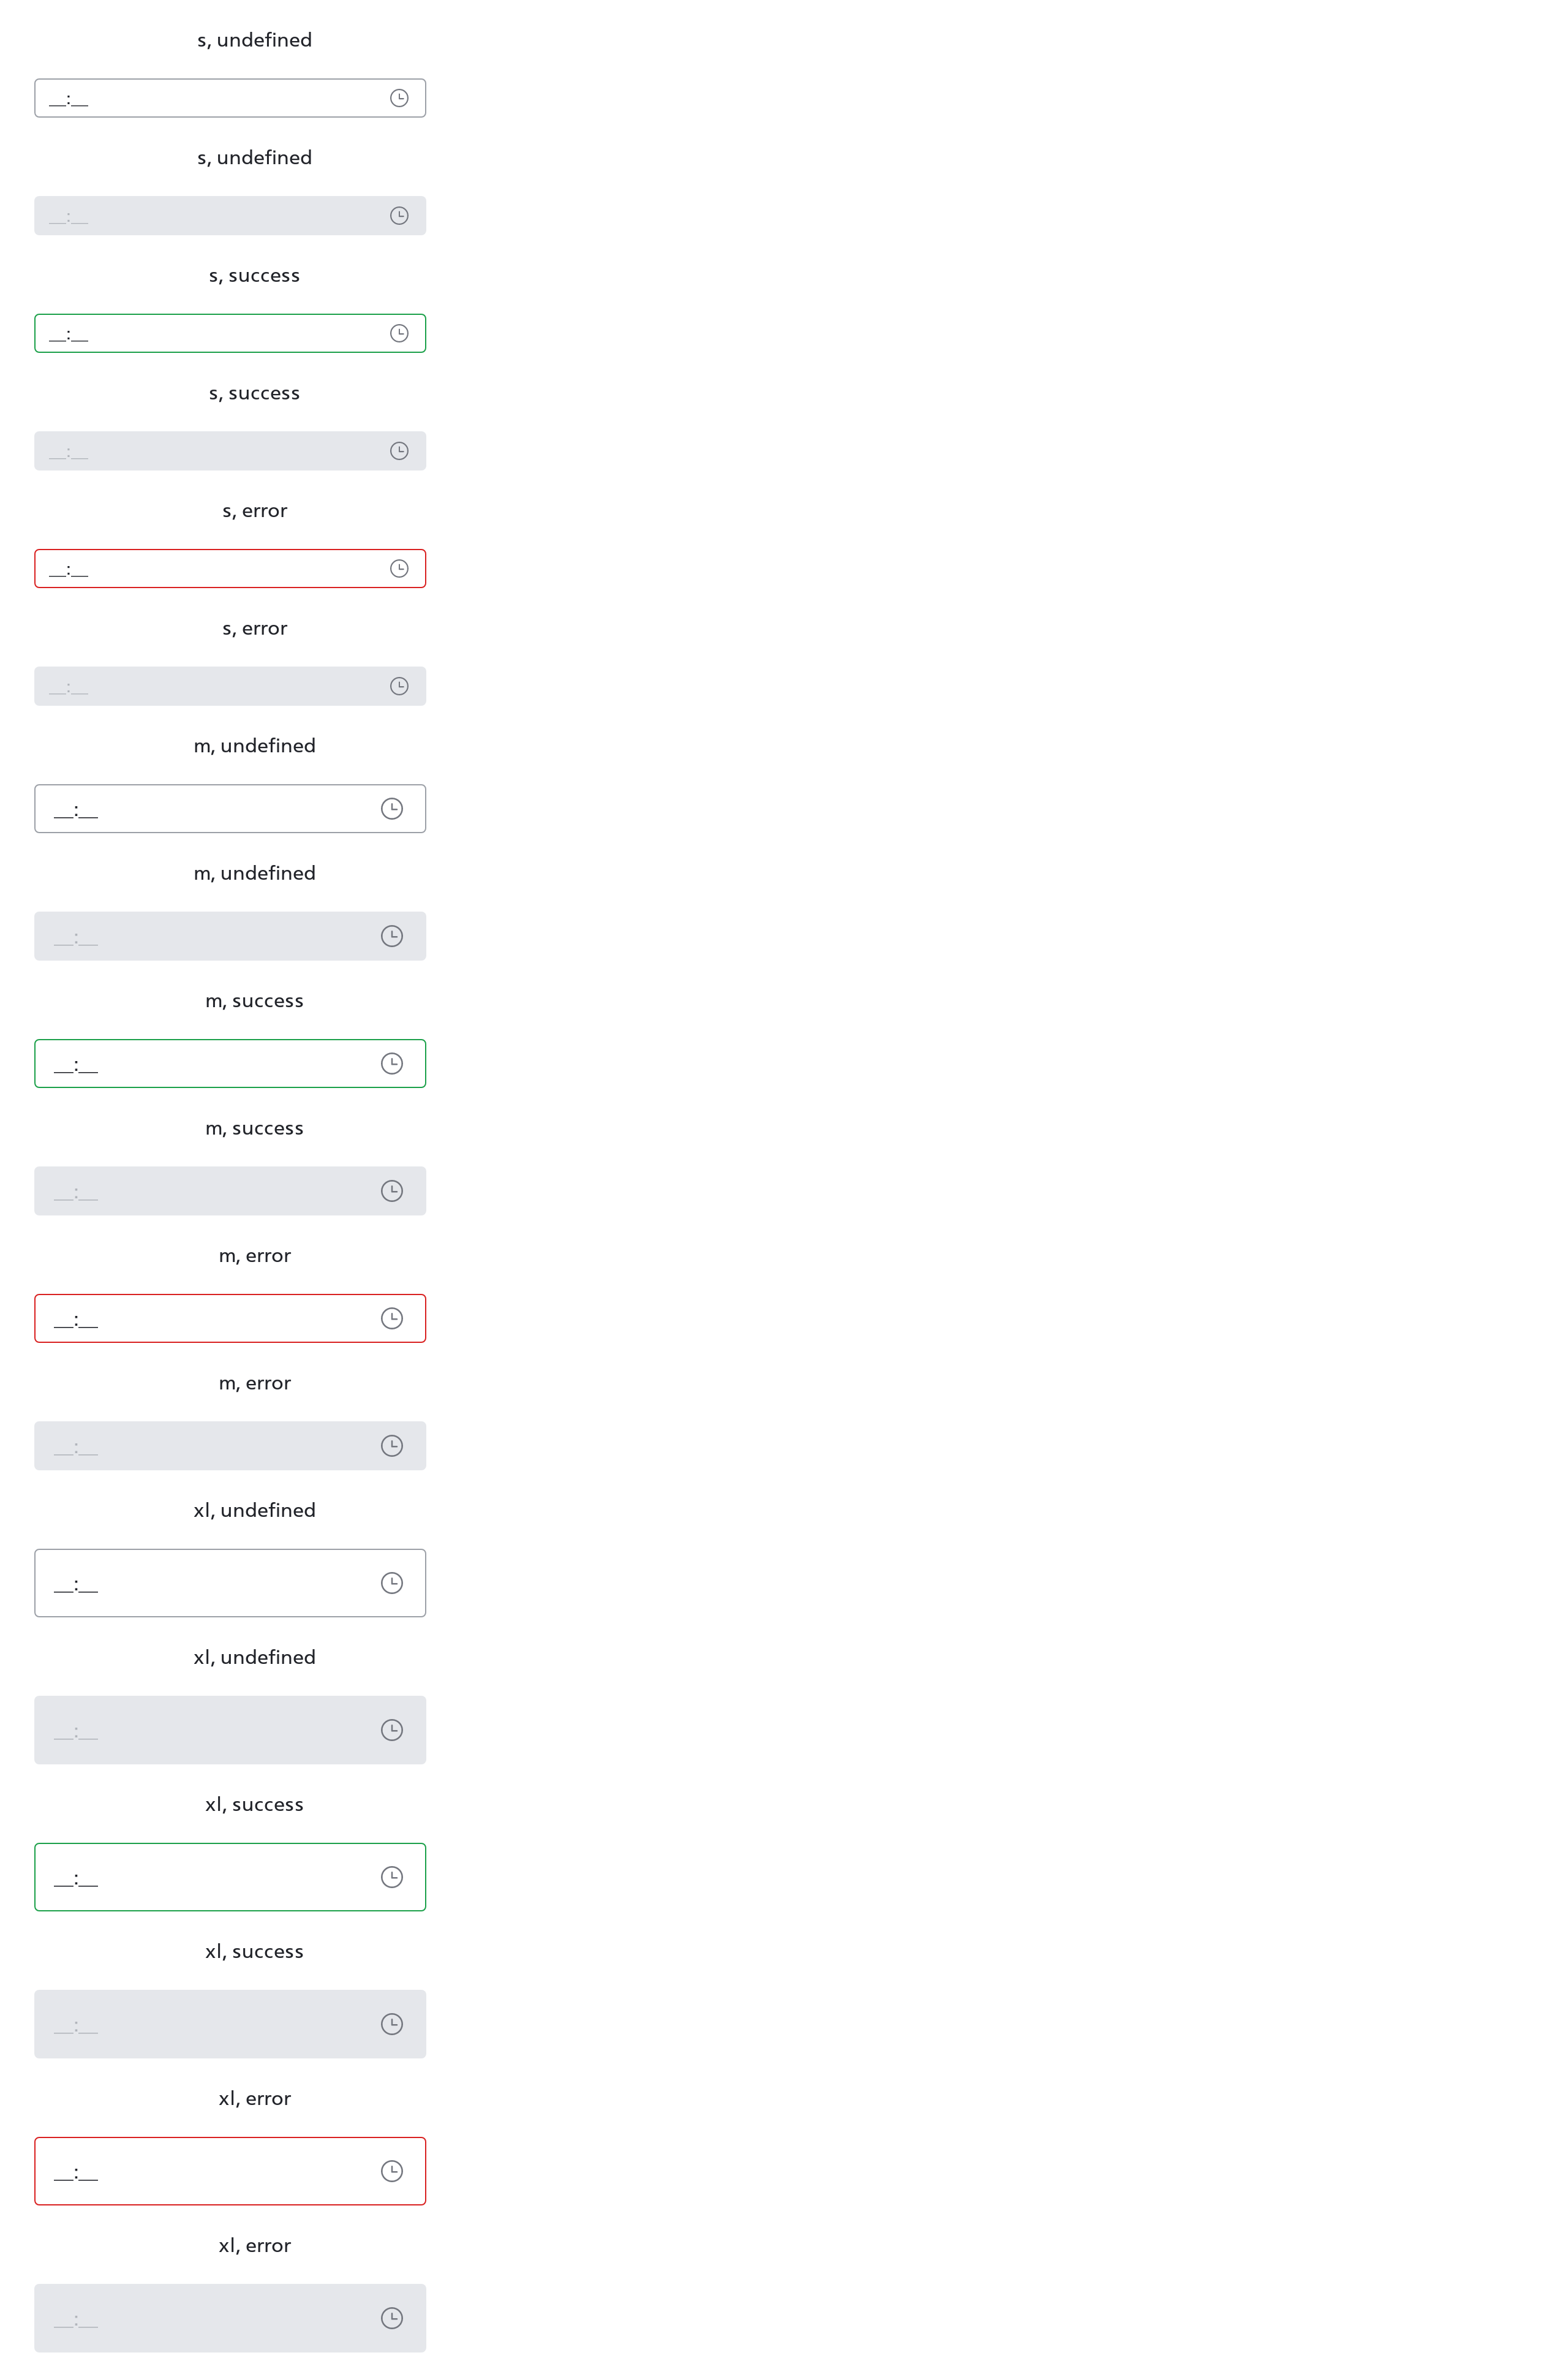 s, undefined
__:__
s, undefined
__:__
s, success
__:__
s, success
__:__
s, error
__:__
s, error
__:__
m, undefined
__:__
m, undefined
__:__
m, success
__:__
m, success
__:__
m, error
__:__
m, error
__:__
xl, undefined
__:__
xl, undefined
__:__
xl, success
__:__
xl, success
__:__
xl, error
__:__
xl, error
__:__